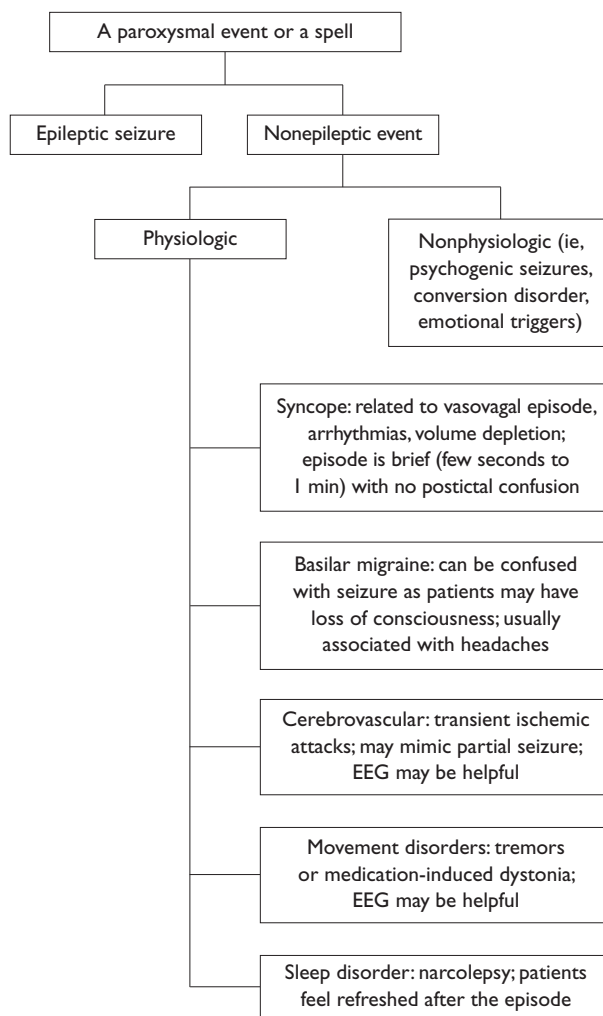 A paroxysmal event or a spell
Epileptic seizure
Nonepileptic event
Physiologic
Nonphysiologic (ie,
psychogenic seizures,
conversion disorder,
emotional triggers)
Syncope: related to vasovagal episode,
arrhythmias, volume depletion;
episode is brief (few seconds to
1 min) with no postictal confusion
Basilar migraine: can be confused
with seizure as patients may have
loss of consciousness; usually
associated with headaches
Cerebrovascular: transient ischemic
attacks; may mimic partial seizure;
EEG may be helpful
Movement disorders: tremors
or medication-induced dystonia;
EEG may be helpful
Sleep disorder: narcolepsy; patients
feel refreshed after the episode